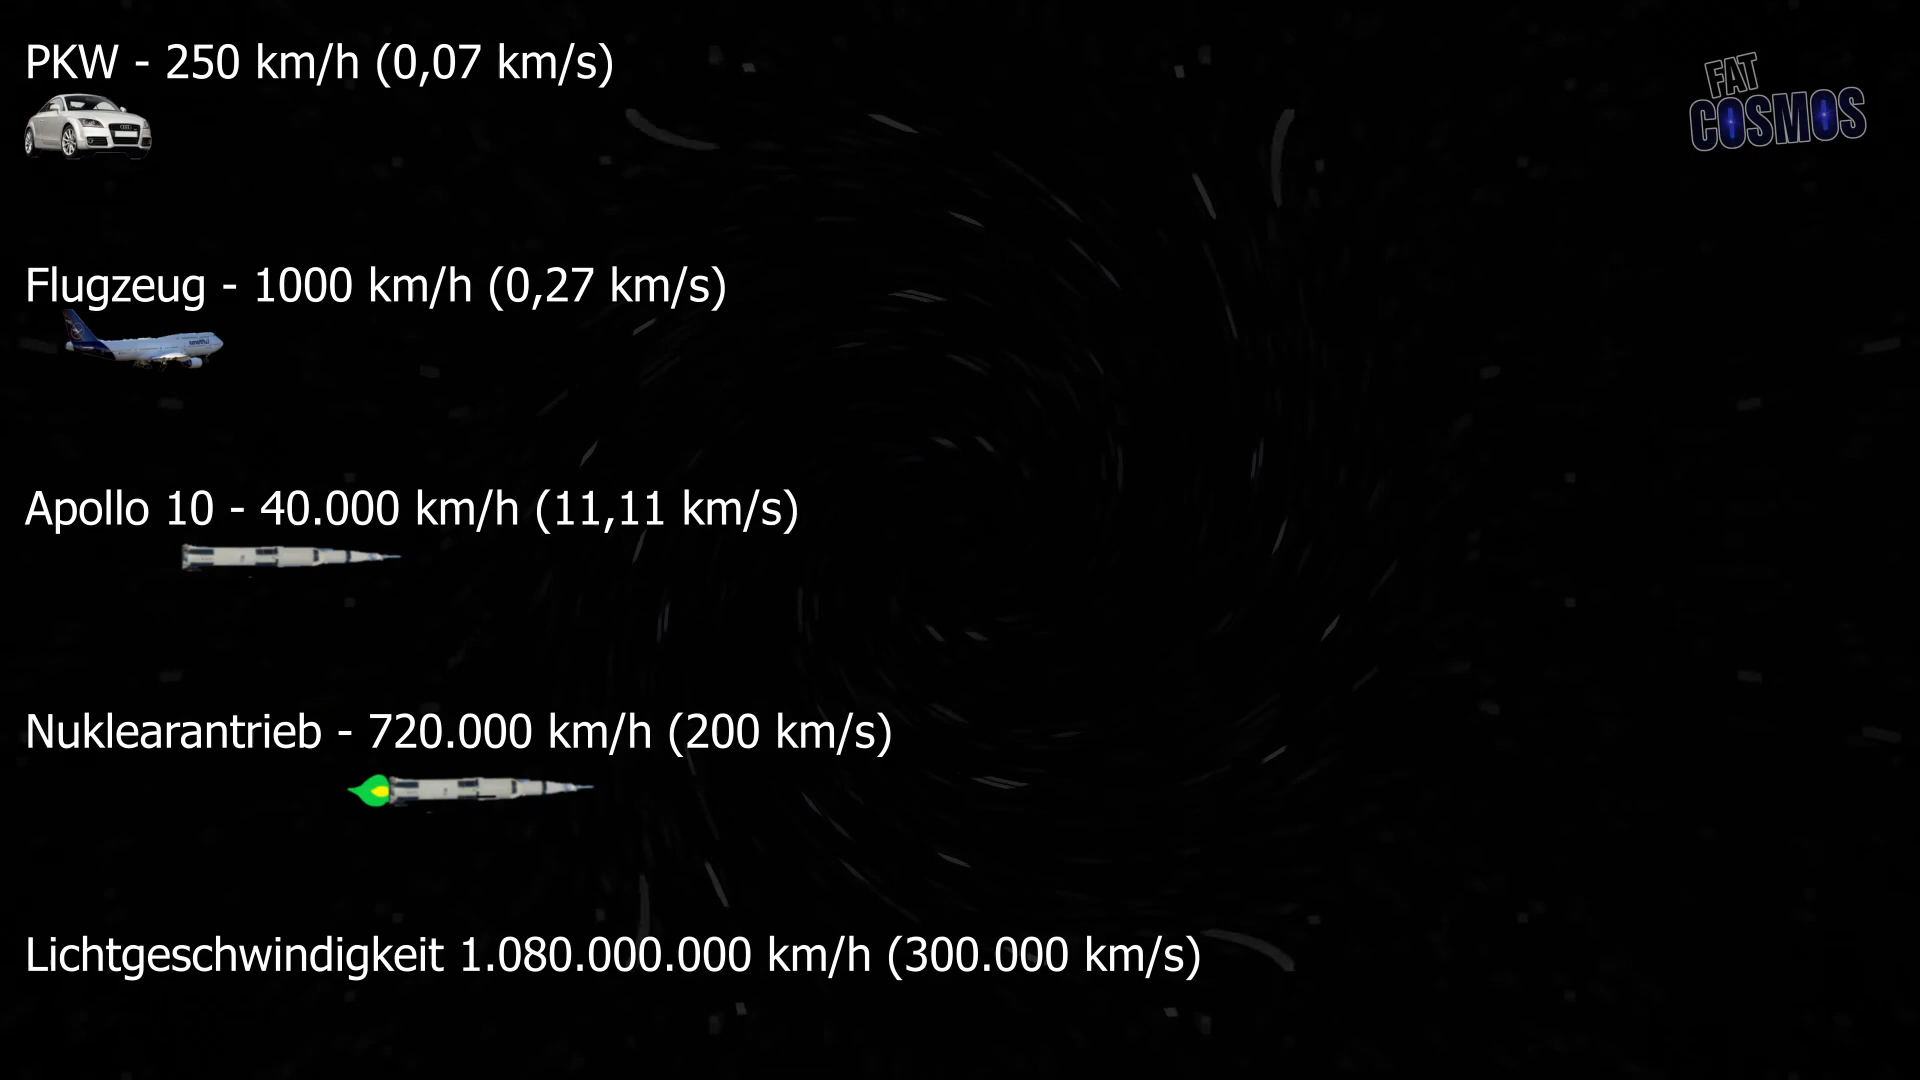 PKW - 250 km/h (0,07 km/s)
FAT
COSMOS
Flugzeug - 1000 km/h (0,27 km/s)
Apollo 10 - 40.000 km/h (11,11 km/s)
Nuklearantrieb - 720.000 km/h (200 km/s)
Lichtgeschwindigkeit 1.080.000.000 km/h (300.000 km/s)